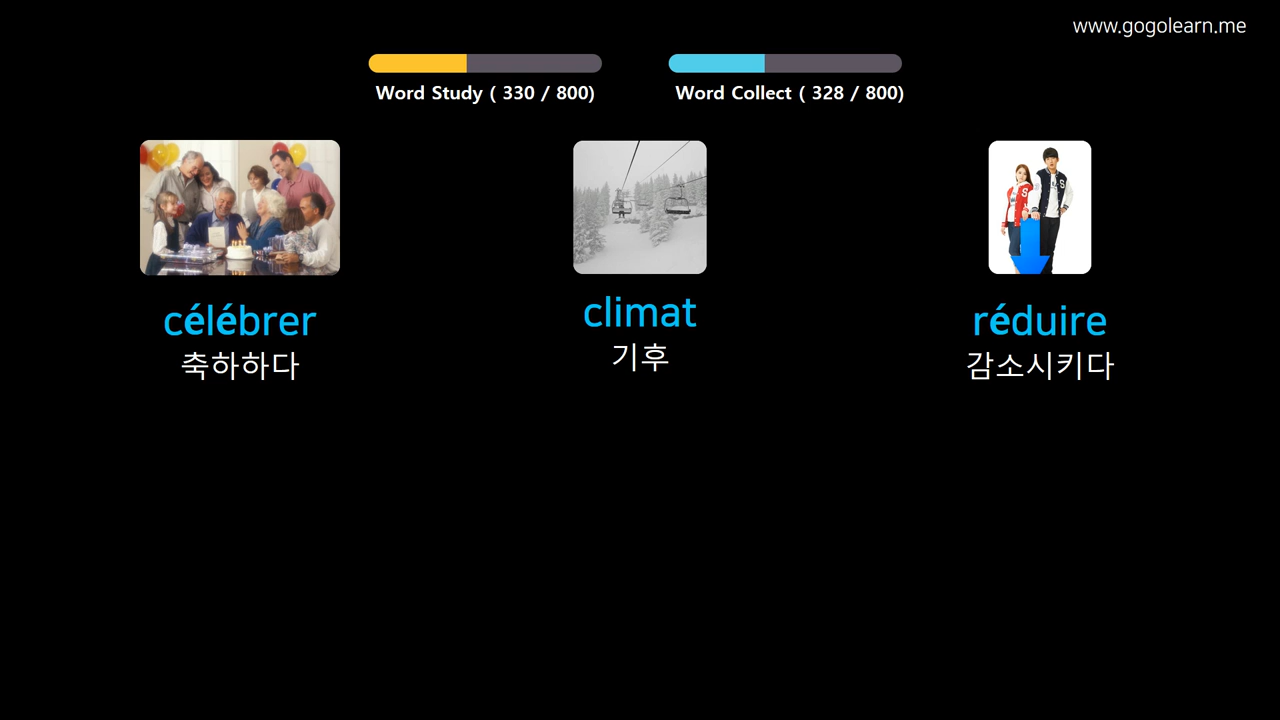 www.gogolearn.me
Word Study ( 330 / 800)
Word Collect ( 328 / 800)
célébrer
축하하다
climat
기후
réduire
감소시키다